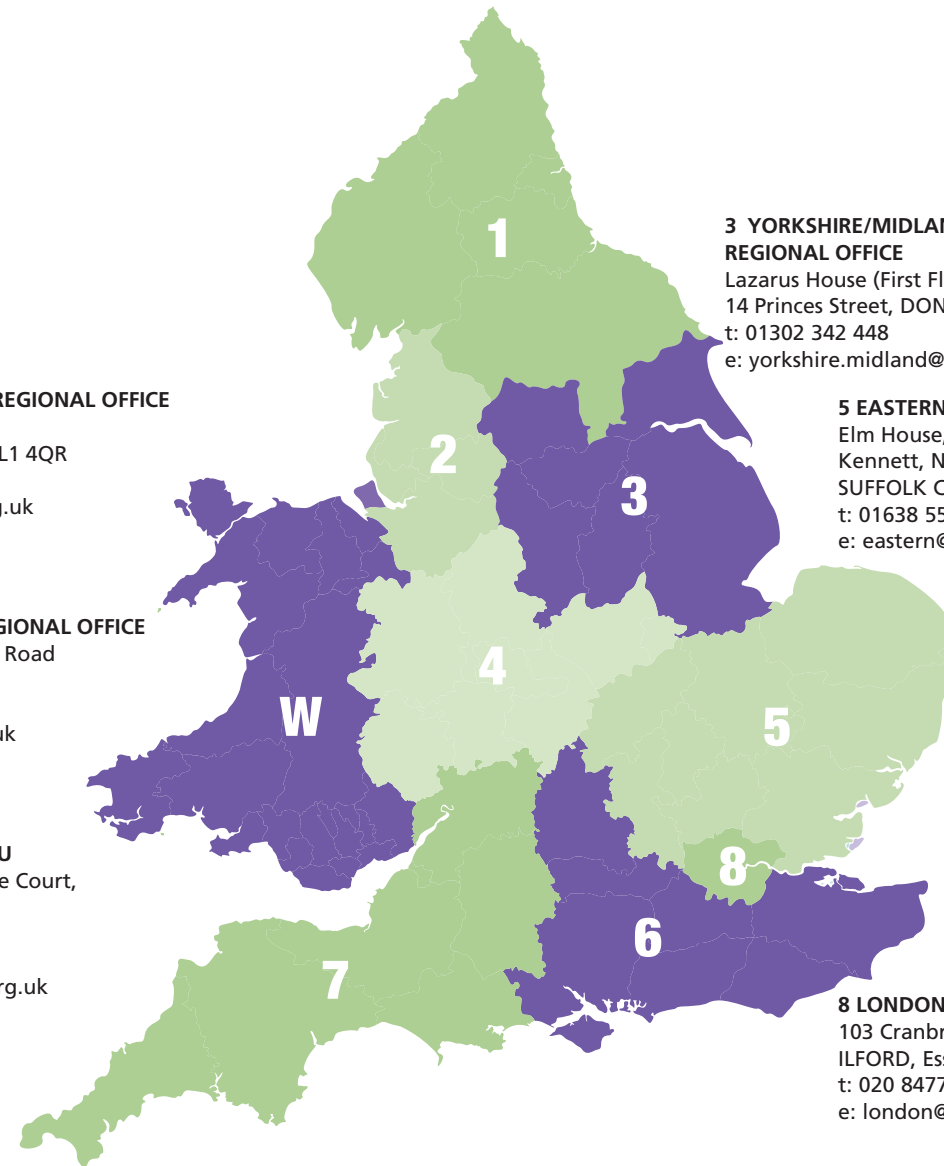 1
3 YORKSHIRE/MIDLAN
REGIONAL OFFICE
Lazarus House (First Fl
14 Princes Street, DON
t: 01302 342 448
e: yorkshire.midland@
REGIONAL OFFICE
L1 4QR
g.uk
2
3
5 EASTERN
Elm House,
Kennett, N
SUFFOLK C
t: 01638 55
e: eastern@
GIONAL OFFICE
Road
uk
4
W
5
U
e Court,
rg.uk
8
6
7
8 LONDON
103 Cranbr
ILFORD, Ess
t: 020 8477
e: london@